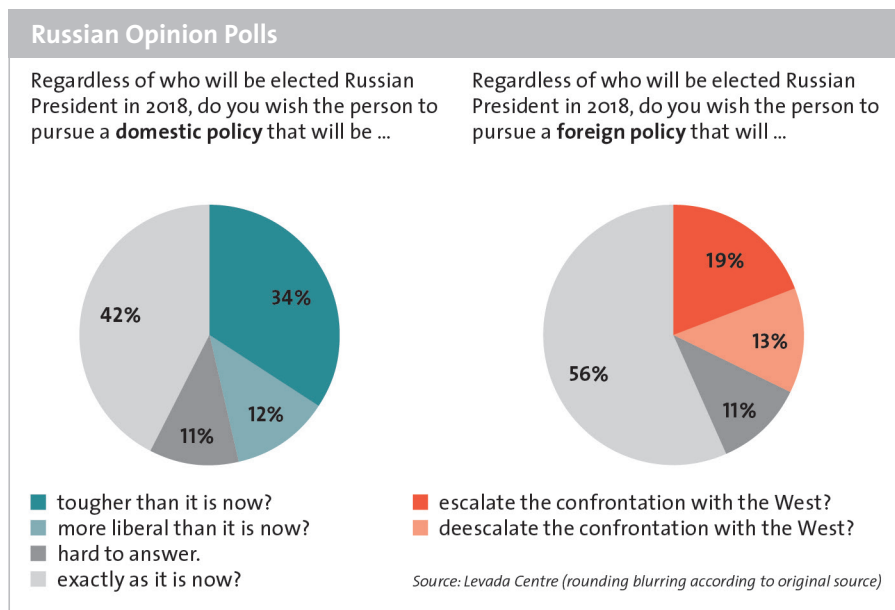 Russian Opinion Polls
Regardless of who will be elected Russian
President in 2018, do you wish the person to
pursue a domestic policy that will be ...
Regardless of who will be elected Russian
President in 2018, do you wish the person to
pursue a foreign policy that will ...
42%
34%
12%
11%
19%
13%
56%
11%
tougher than it is now?
more liberal than it is now?
hard to answer.
exactly as it is now?
escalate the confrontation with the West?
deescalate the confrontation with the West?
Source: Levada Centre (rounding blurring according to original source)